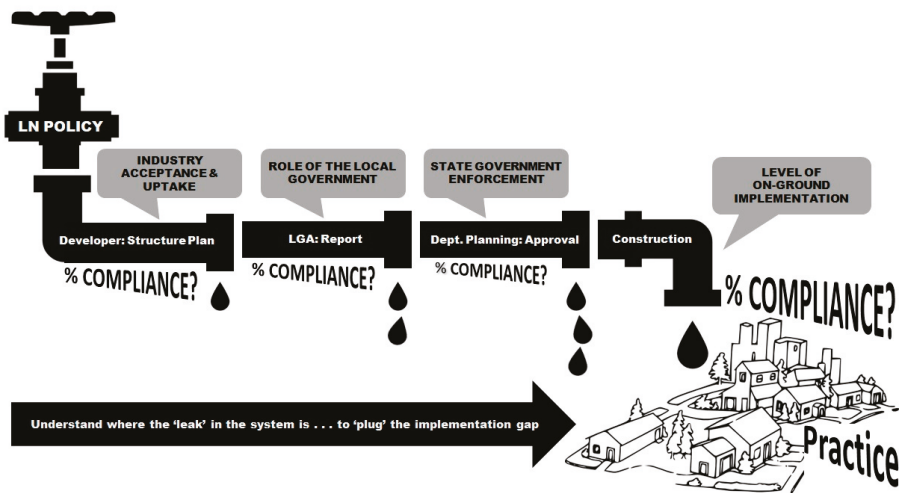 LN POLICY
INDUSTRY
ACCEPTANCE &
UPTAKE
ROLE OF THE LOCAL
GOVERNMENT
STATE GOVERNMENT
ENFORCEMENT
LEVEL OF
ON-GROUND
IMPLEMENTATION
Developer: Structure Plan
LGA: Report
Dept. Planning: Approval
Construction
% COMPLIANCE?
% COMPLIANCE?
% COMPLIANCE?
% COMPLIANCE?
Understand where the ‘leak’ in the system is . . . to ‘plug’ the implementation gap
Practice